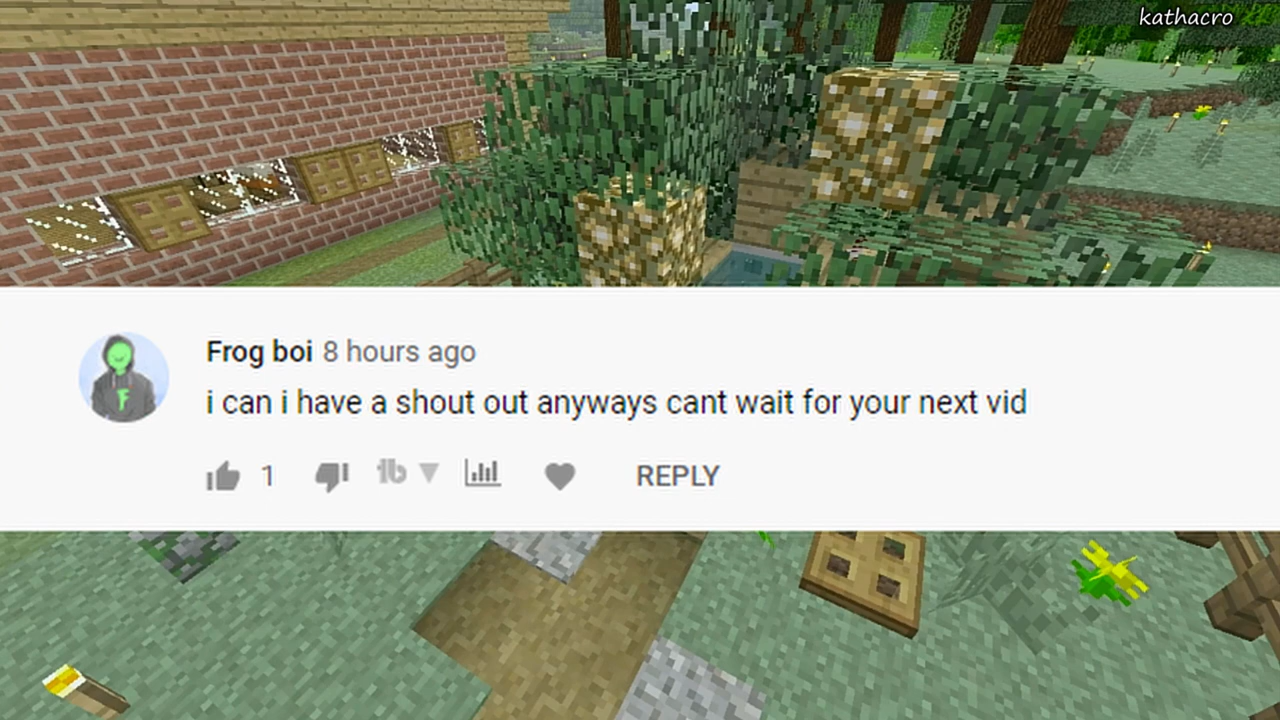 kathacro
Frog boi 8 hours ago
i can i have a shout out anyways cant wait for your next vid
1
REPLY